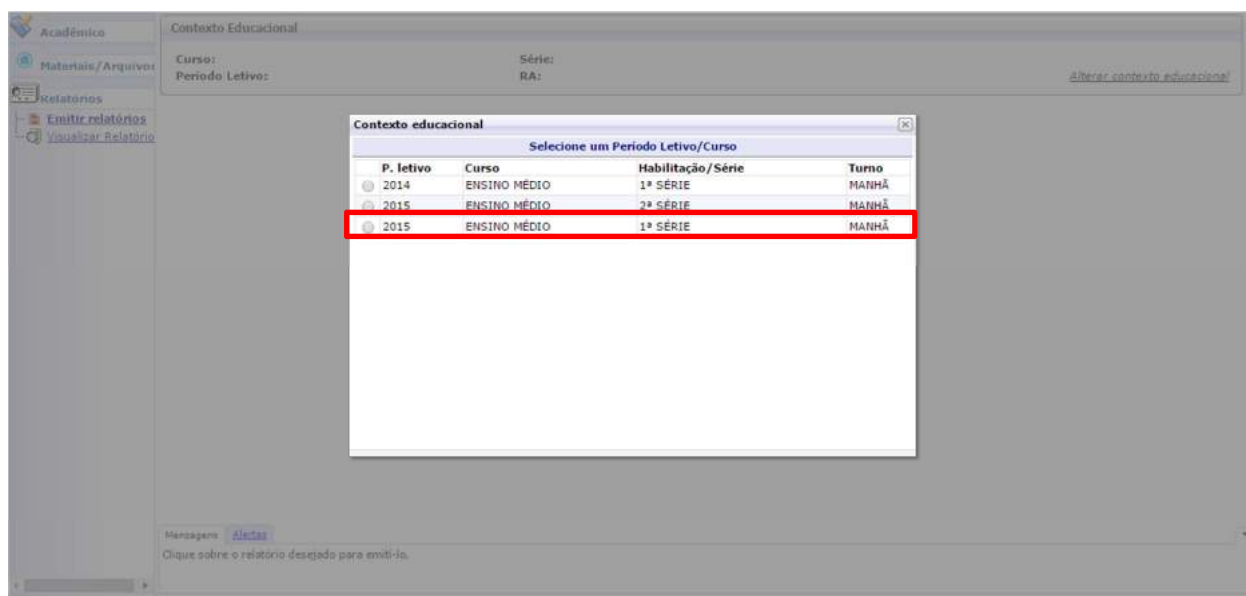 Acadêmico
Materiais/Arquivos
Relatórios
Emitir relatórios
Visualizar Relatório
Contexto Educacional
Curso:
Série:
Período Letivo:
RA:
Alterar contexto educacional
Contexto educacional
Selecione um Período Letivo/Curso
P. letivo Curso Habilitação/Série Turno
2014 ENSINO MÉDIO 1ª SÉRIE MANHÃ
2015 ENSINO MÉDIO 2ª SÉRIE MANHÃ
2015 ENSINO MÉDIO 1ª SÉRIE MANHÃ
Mensagens Alertas
Clique sobre o relatório desejado para emiti-lo.